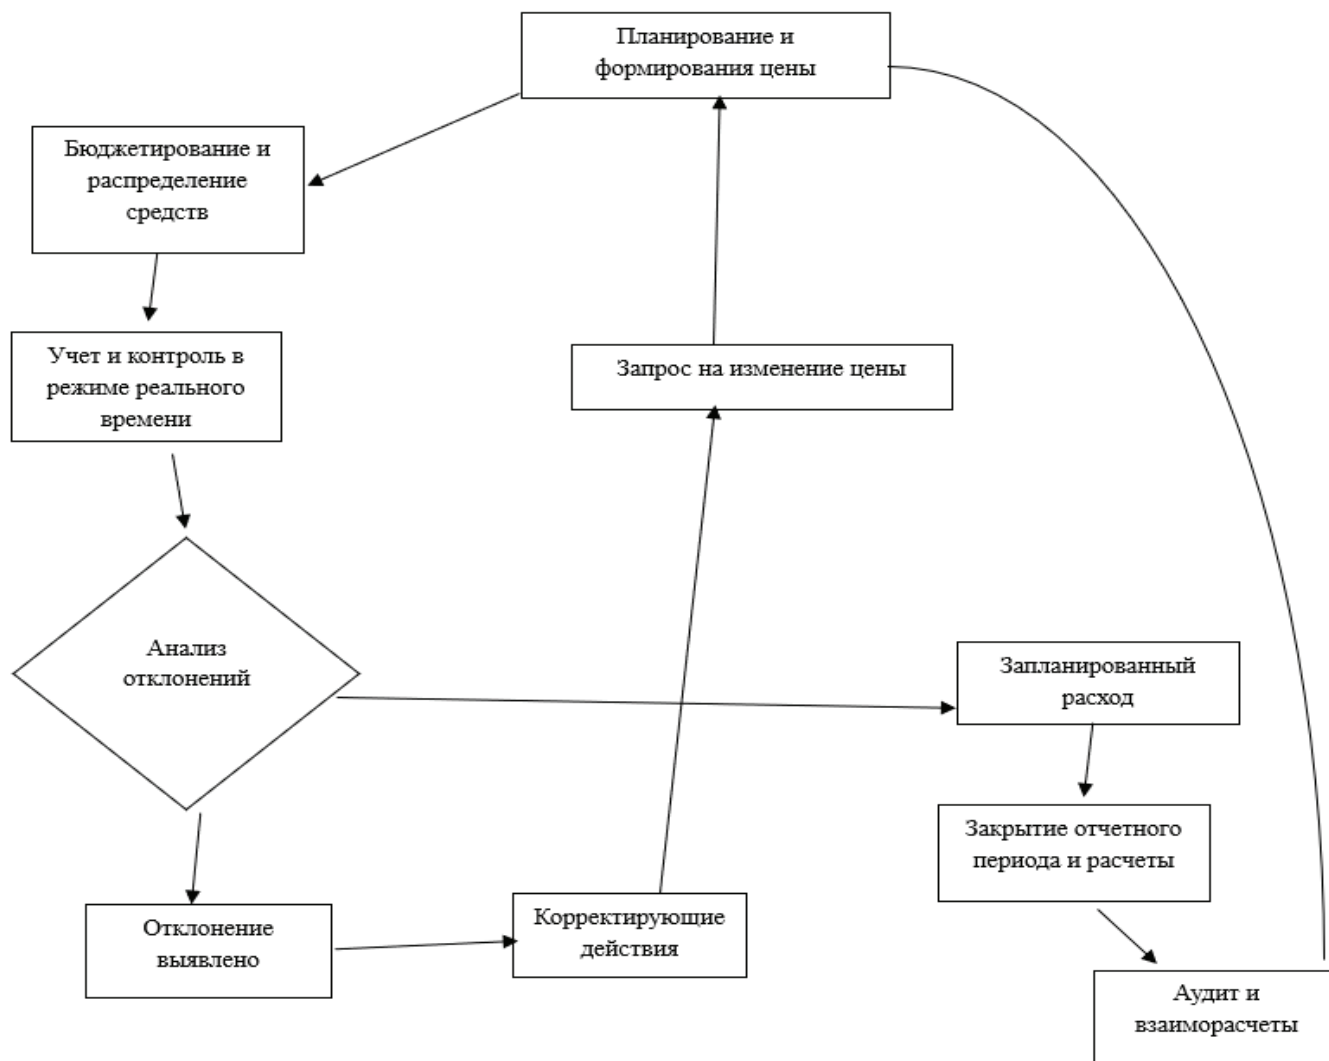 Планирование и
формирования цены
Бюджетирование и
распределение
средств
Учет и контроль в
режиме реального
времени
Запрос на изменение цены
Анализ
отклонений
Запланированный
расход
Закрытие отчетного
периода и расчеты
Отклонение
выявлено
Корректирующие
действия
Аудит и
взаиморасчеты